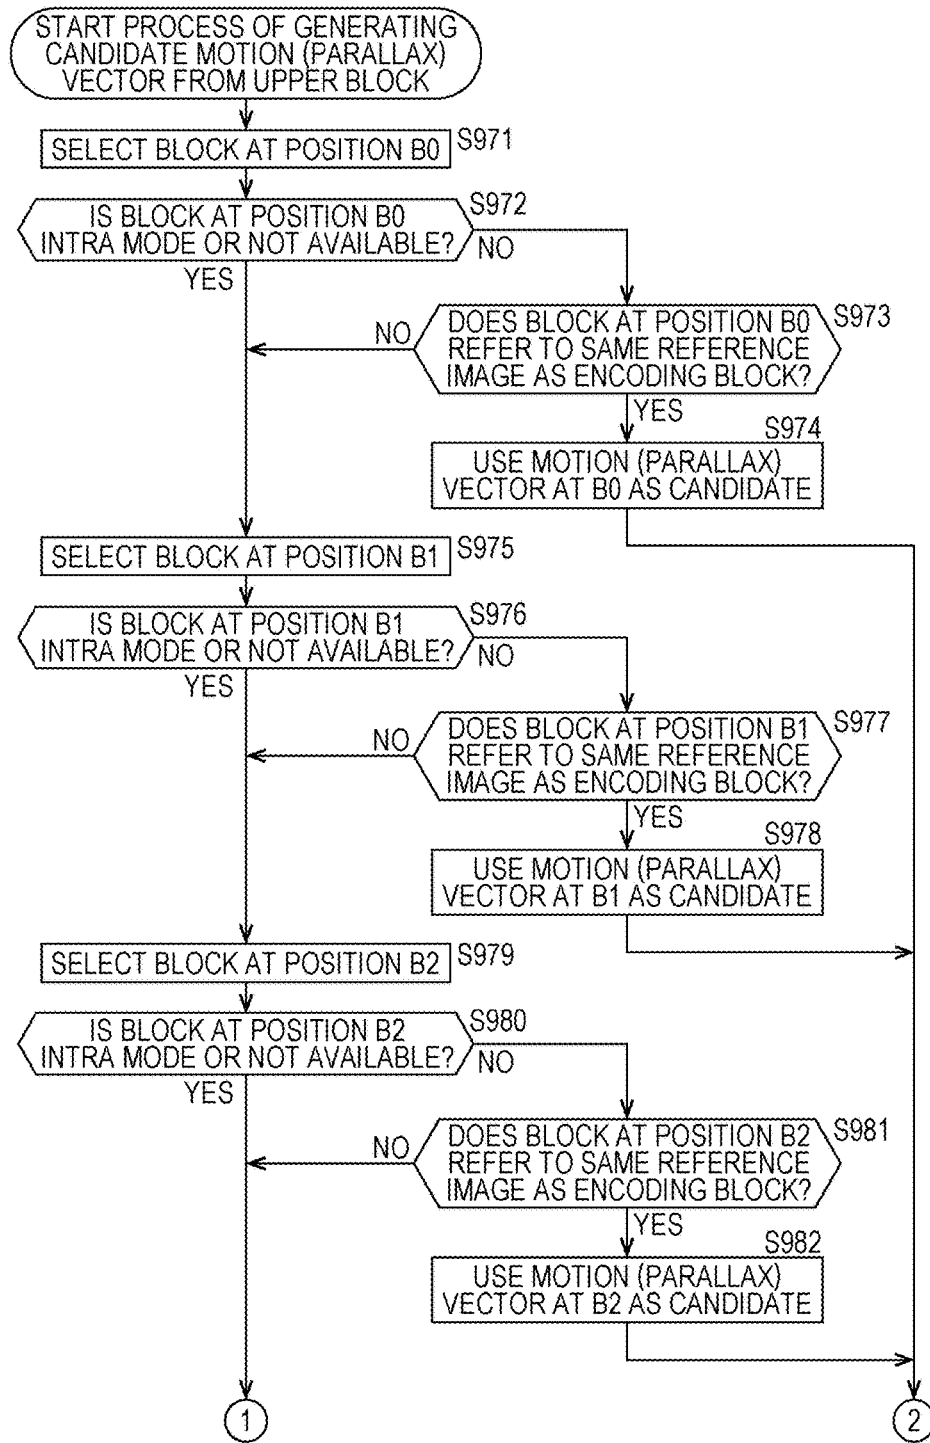 START PROCESS OF GENERATING
CANDIDATE MOTION (PARALLAX)
VECTOR FROM UPPER BLOCK
SELECT BLOCK AT POSITION B0
S971
IS BLOCK AT POSITION B0
INTRA MODE OR NOT AVAILABLE?
S972
NO
YES
DOES BLOCK AT POSITION B0
REFER TO SAME REFERENCE
IMAGE AS ENCODING BLOCK?
S973
NO
YES
S974
USE MOTION (PARALLAX)
VECTOR AT B0 AS CANDIDATE
SELECT BLOCK AT POSITION B1
S975
IS BLOCK AT POSITION B1
INTRA MODE OR NOT AVAILABLE?
S976
NO
YES
DOES BLOCK AT POSITION B1
REFER TO SAME REFERENCE
IMAGE AS ENCODING BLOCK?
S977
NO
YES
S978
USE MOTION (PARALLAX)
VECTOR AT B1 AS CANDIDATE
SELECT BLOCK AT POSITION B2
S979
IS BLOCK AT POSITION B2
INTRA MODE OR NOT AVAILABLE?
S980
NO
YES
DOES BLOCK AT POSITION B2
REFER TO SAME REFERENCE
IMAGE AS ENCODING BLOCK?
S981
NO
YES
S982
USE MOTION (PARALLAX)
VECTOR AT B2 AS CANDIDATE
1
2